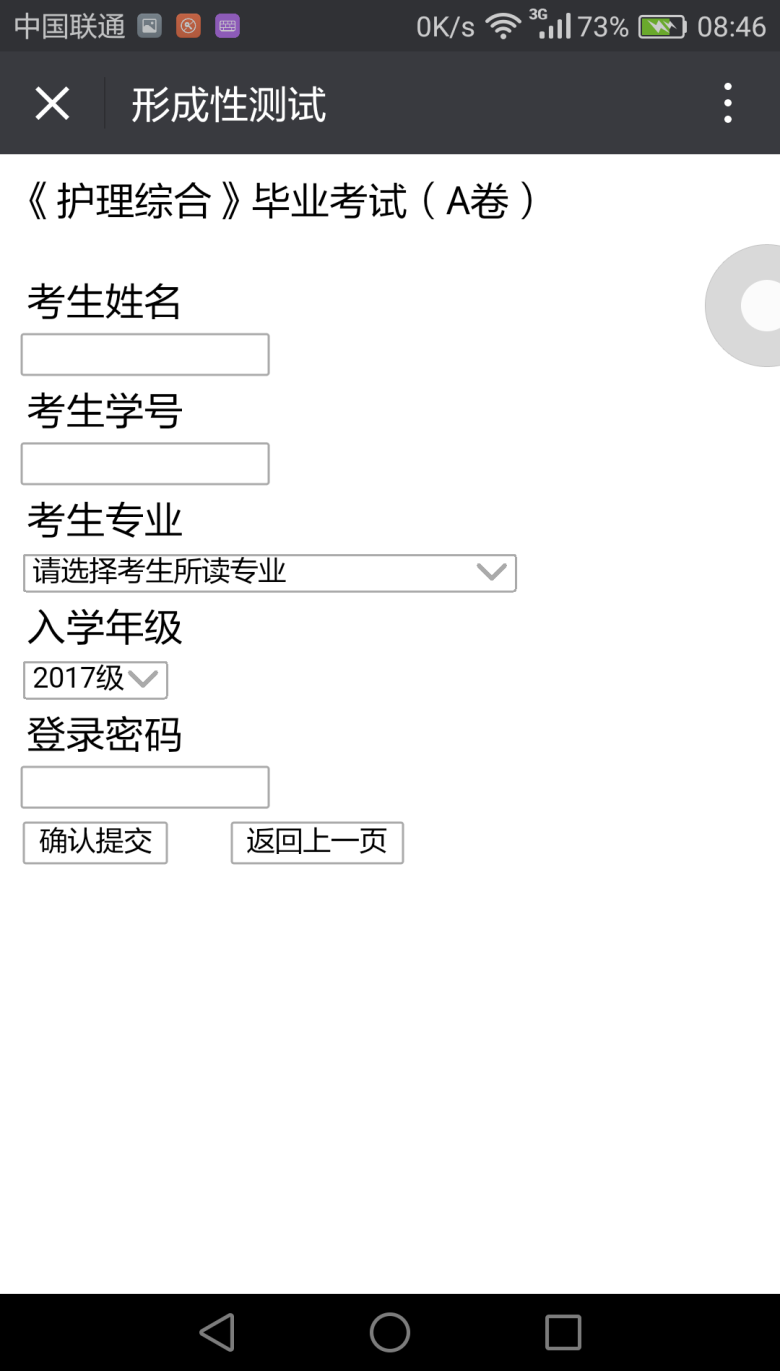 中国联通 0K/s 3G 73% 08:46
形成性测试
《护理综合》毕业考试（A卷）
考生姓名
考生学号
考生专业
请选择考生所读专业
入学年级
2017级
登录密码
确认提交 返回上一页